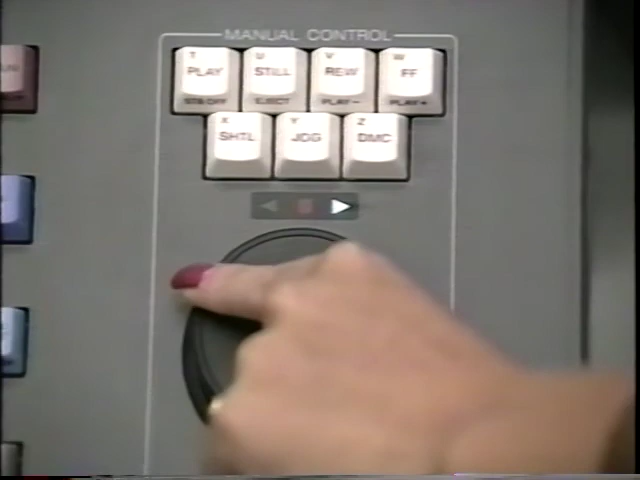 MANUAL CONTROL
T U V W
PLAY STILL REW FF
STB OFF EJECT PLAY- PLAY+
X Y Z
SHTL JOG DMC